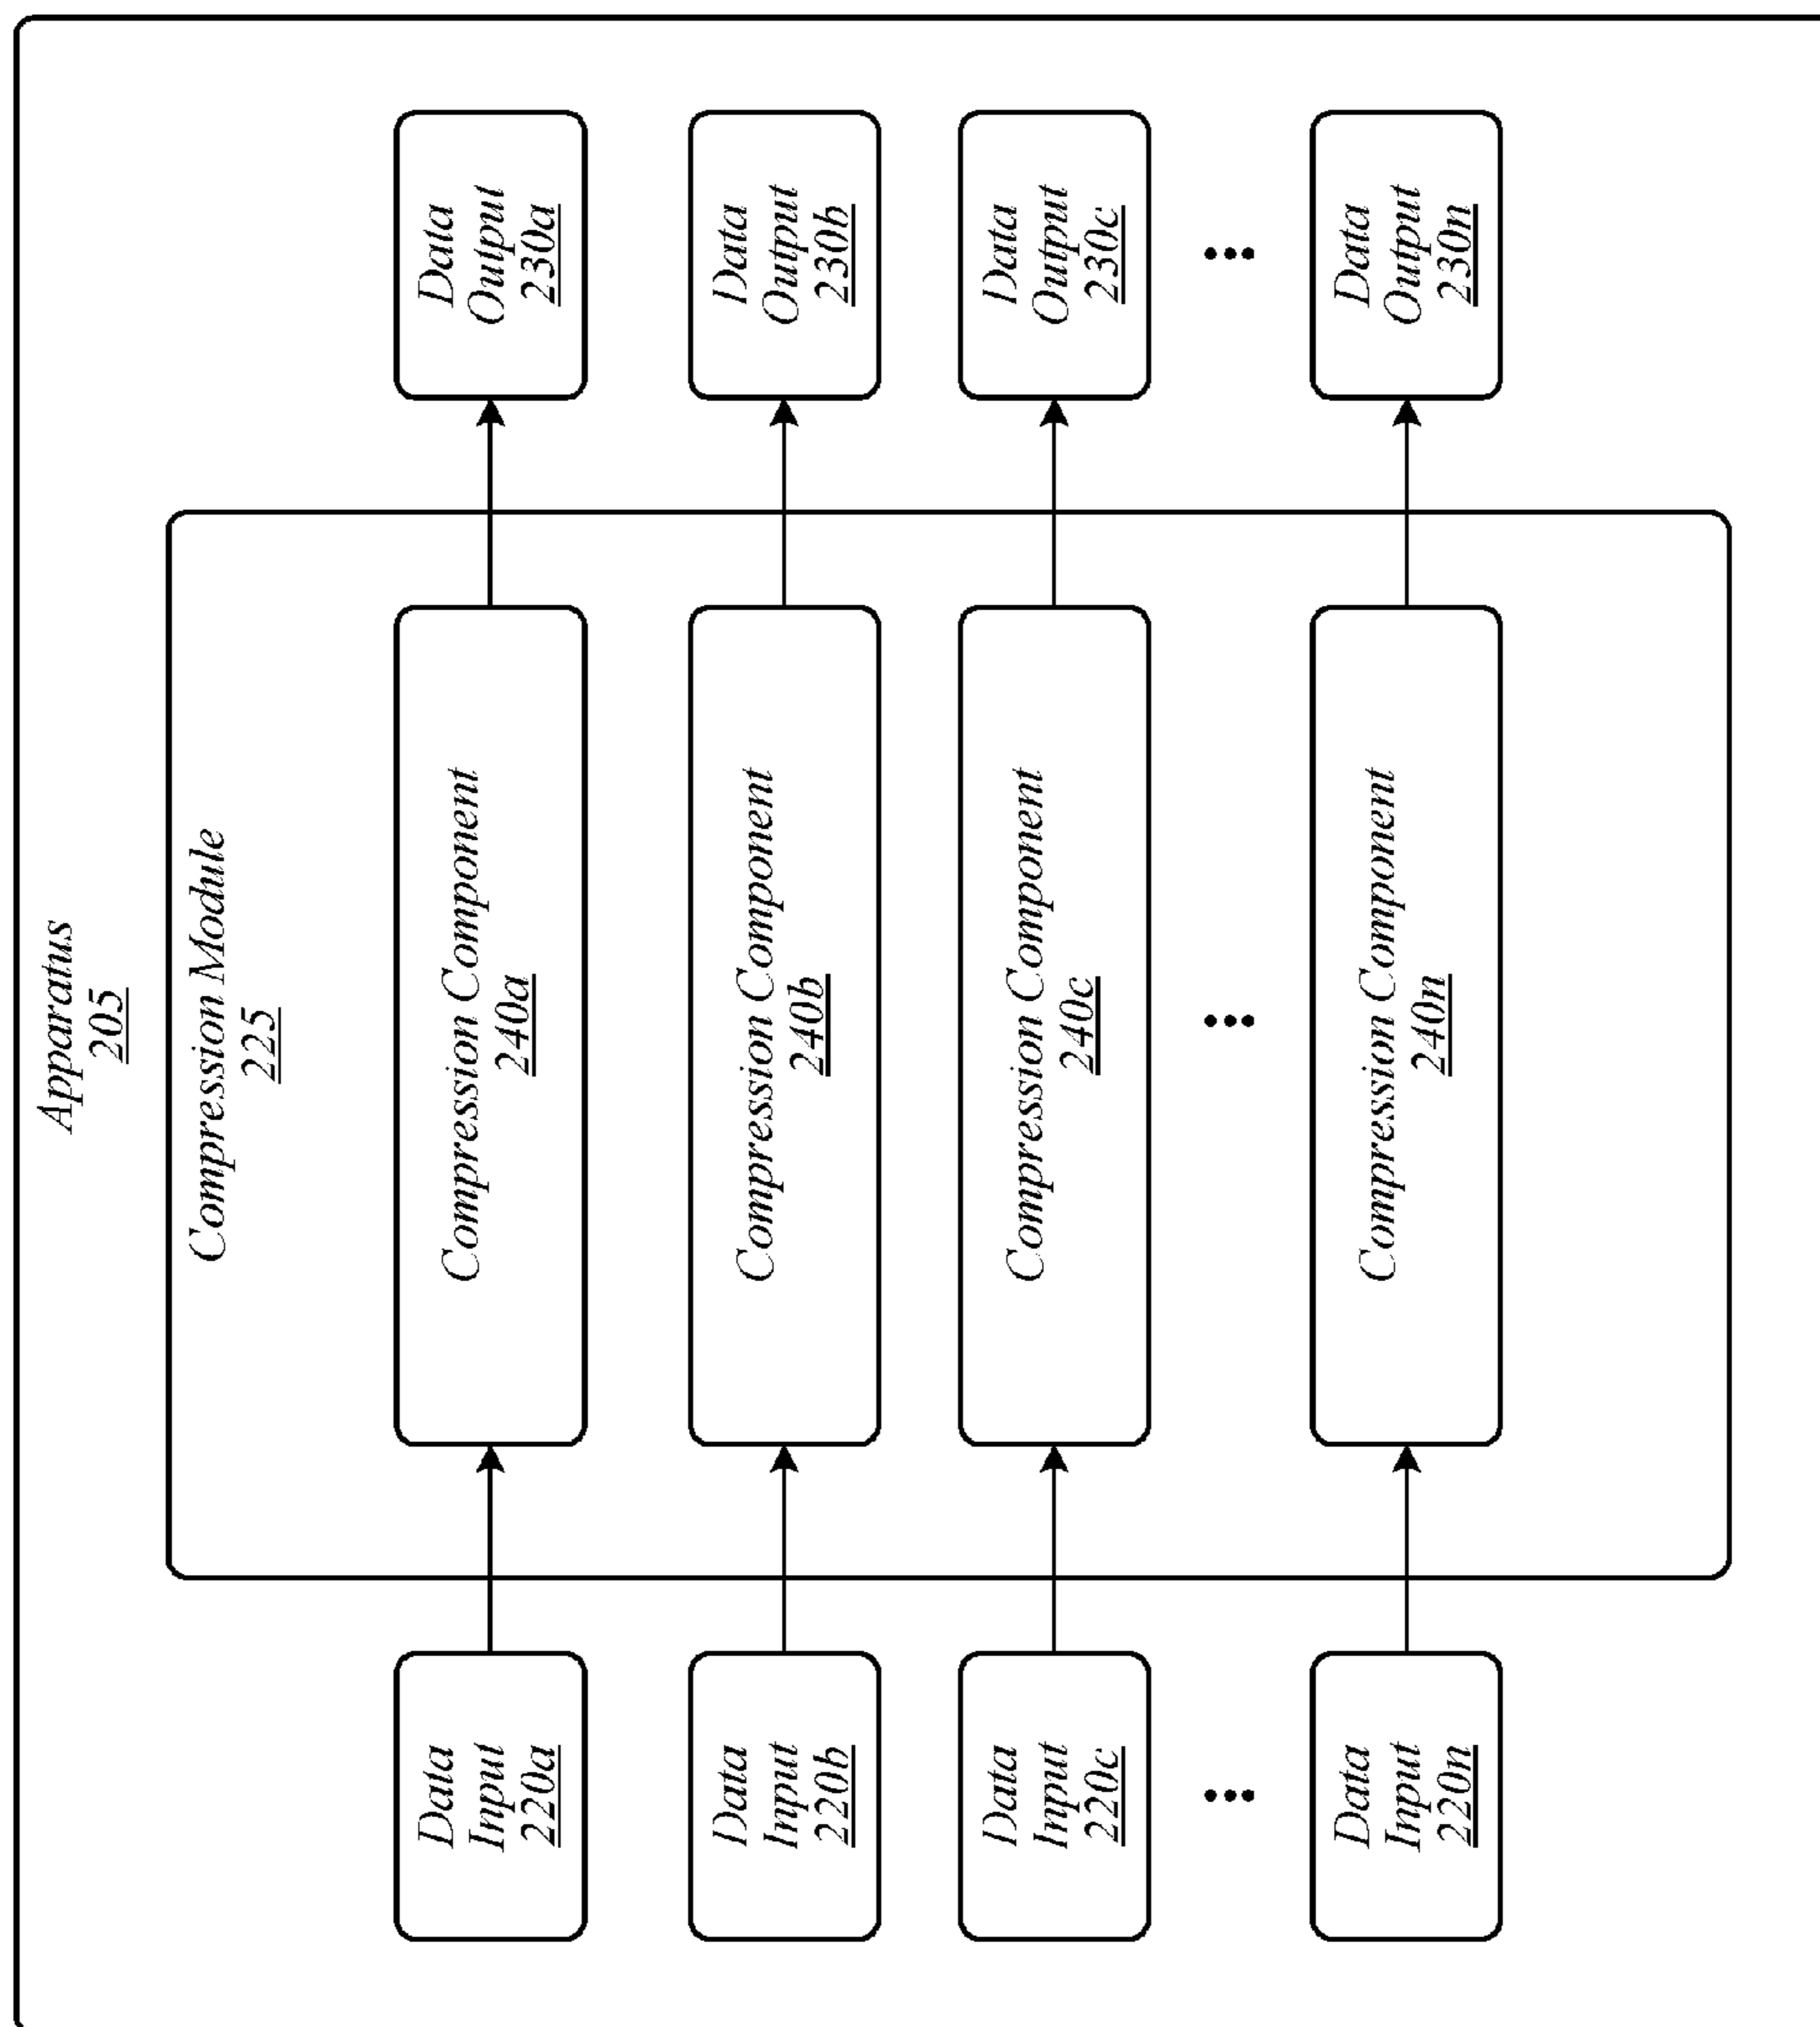 Apparatus
205
Compression Module
225
Data
Input
220a
Compression Component
240a
Data
Output
230a
Data
Input
220b
Compression Component
240b
Data
Output
230b
Data
Input
220c
Compression Component
240c
Data
Output
230c
Data
Input
220n
Compression Component
240n
Data
Output
230n